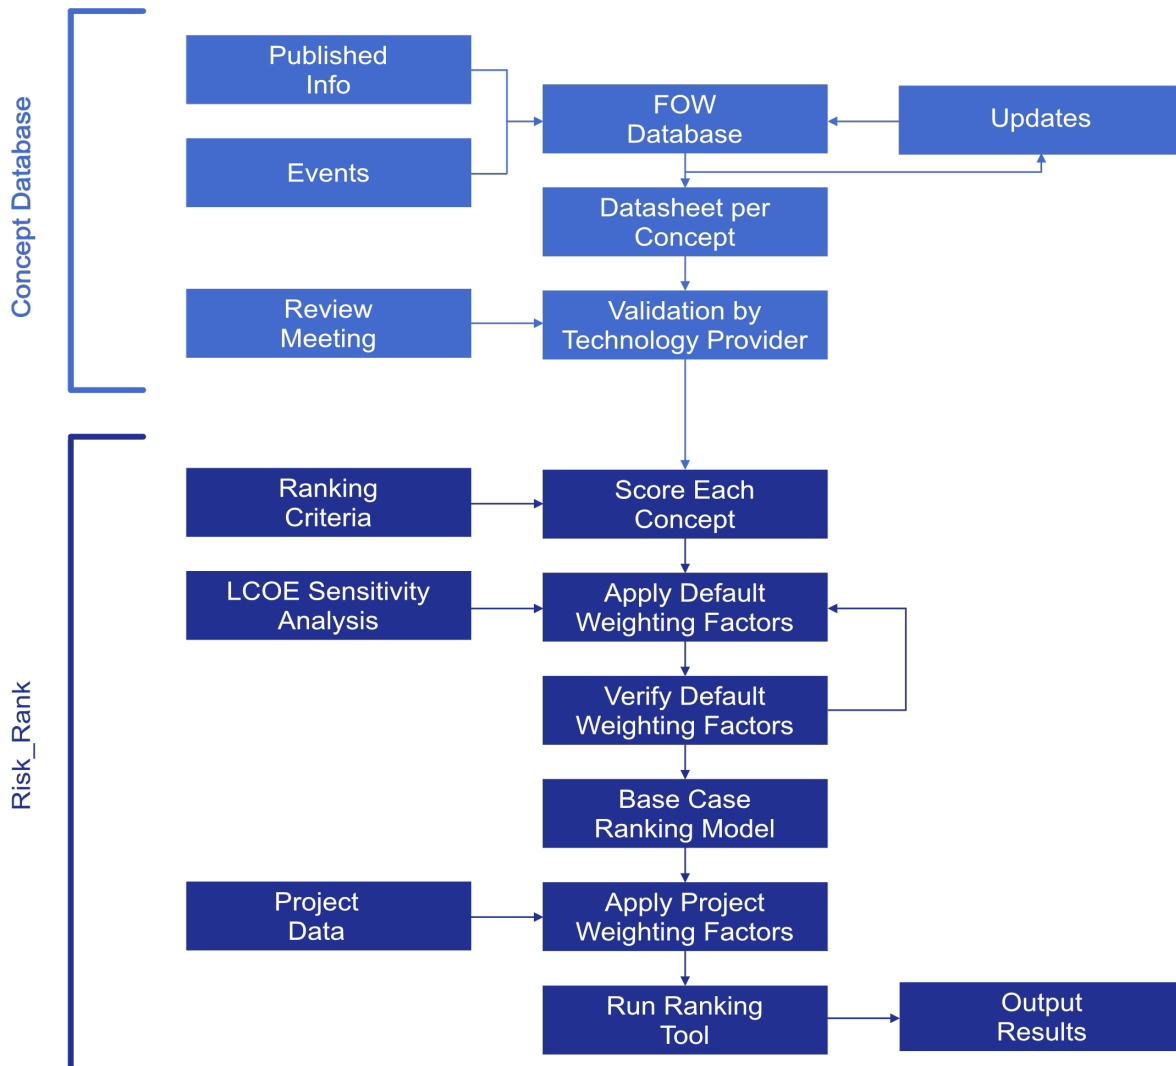 Concept Database
Published
Info
Events
FOW
Database
Updates
Datasheet per
Concept
Review
Meeting
Validation by
Technology Provider
Risk_Rank
Ranking
Criteria
Score Each
Concept
LCOE Sensitivity
Analysis
Apply Default
Weighting Factors
Verify Default
Weighting Factors
Base Case
Ranking Model
Project
Data
Apply Project
Weighting Factors
Run Ranking
Tool
Output
Results